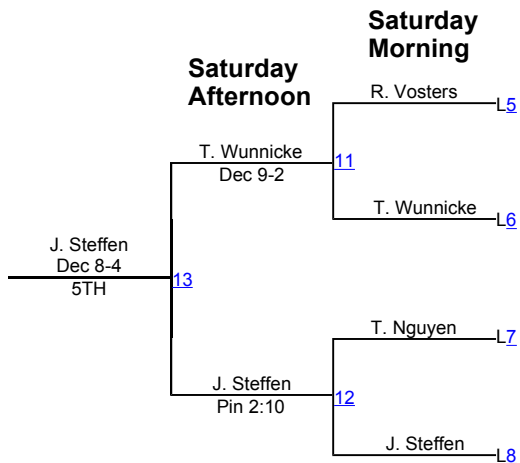 Saturday
Morning
Saturday
Afternoon
R. Vosters
L5
T. Wunnicke
Dec 9-2
11
T. Wunnicke
L6
J. Steffen
Dec 8-4
5TH
13
T. Nguyen
L7
J. Steffen
Pin 2:10
12
J. Steffen
L8